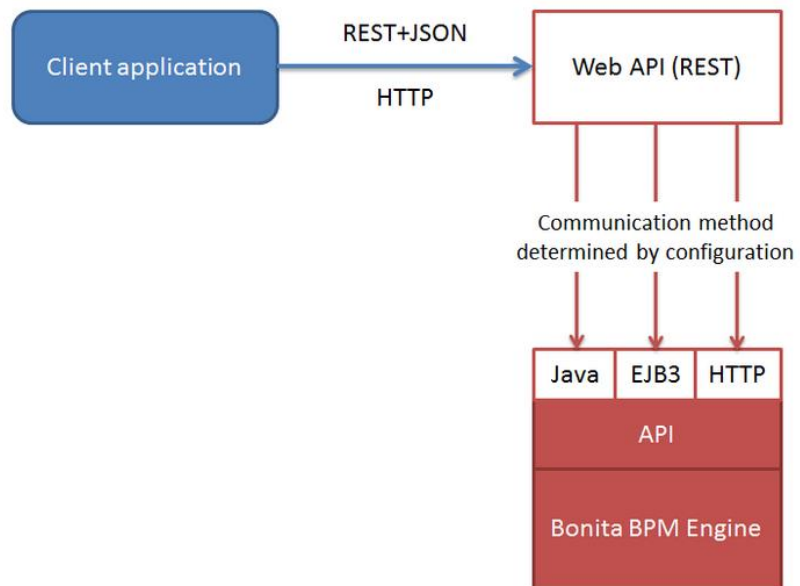 REST+JSON
Client application
Web API (REST)
HTTP
Communication method
determined by configuration
Java
EJB3
HTTP
API
Bonita BPM Engine